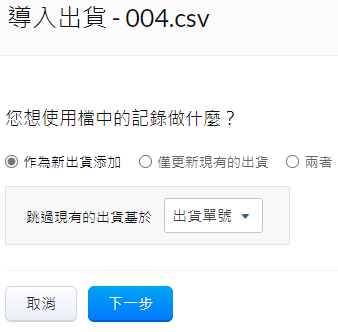 導入出貨 - 004.csv
您想使用檔中的記錄做什麼？
作為新出貨添加 僅更新現有的出貨 兩者
跳過現有的出貨基於 出貨單號
取消 下一步